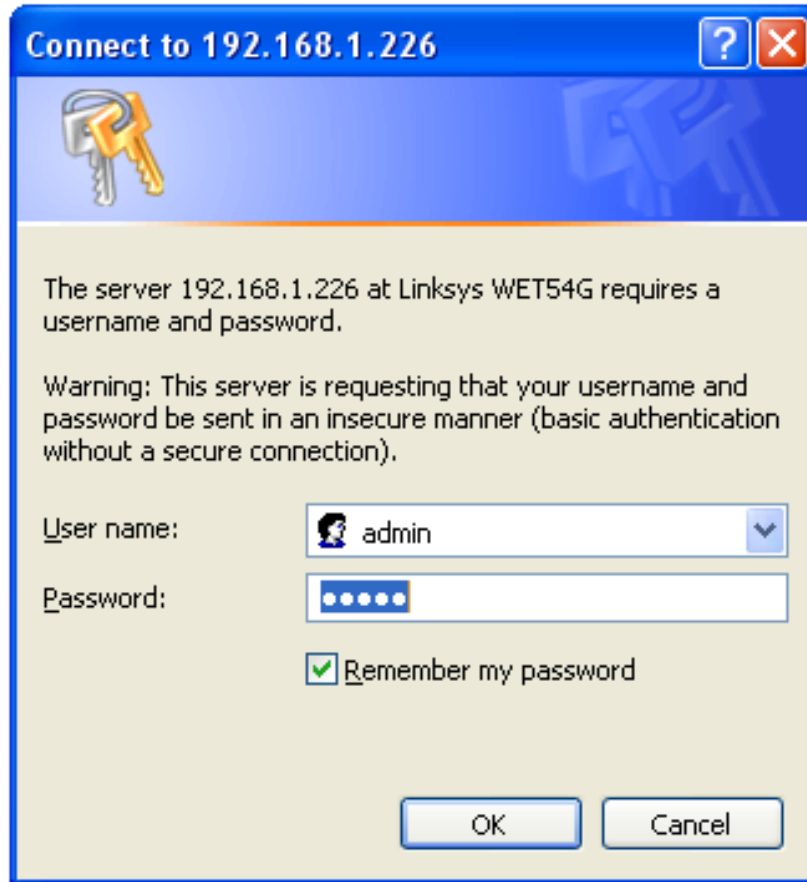 Connect to 192.168.1.226
The server 192.168.1.226 at Linksys WET54G requires a
username and password.
Warning: This server is requesting that your username and
password be sent in an insecure manner (basic authentication
without a secure connection).
User name:
admin
Password:
●●●●●
Remember my password
OK
Cancel